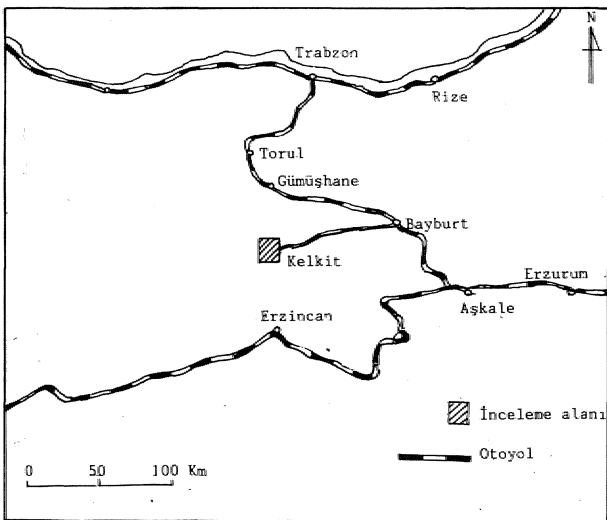 N
Trabzon
Rize
Torul
Gümüşhane
Bayburt
Kelkit
Erzurum
Aşkale
Erzincan
İnceleme alanı
Otoyol
0 50 100 Km